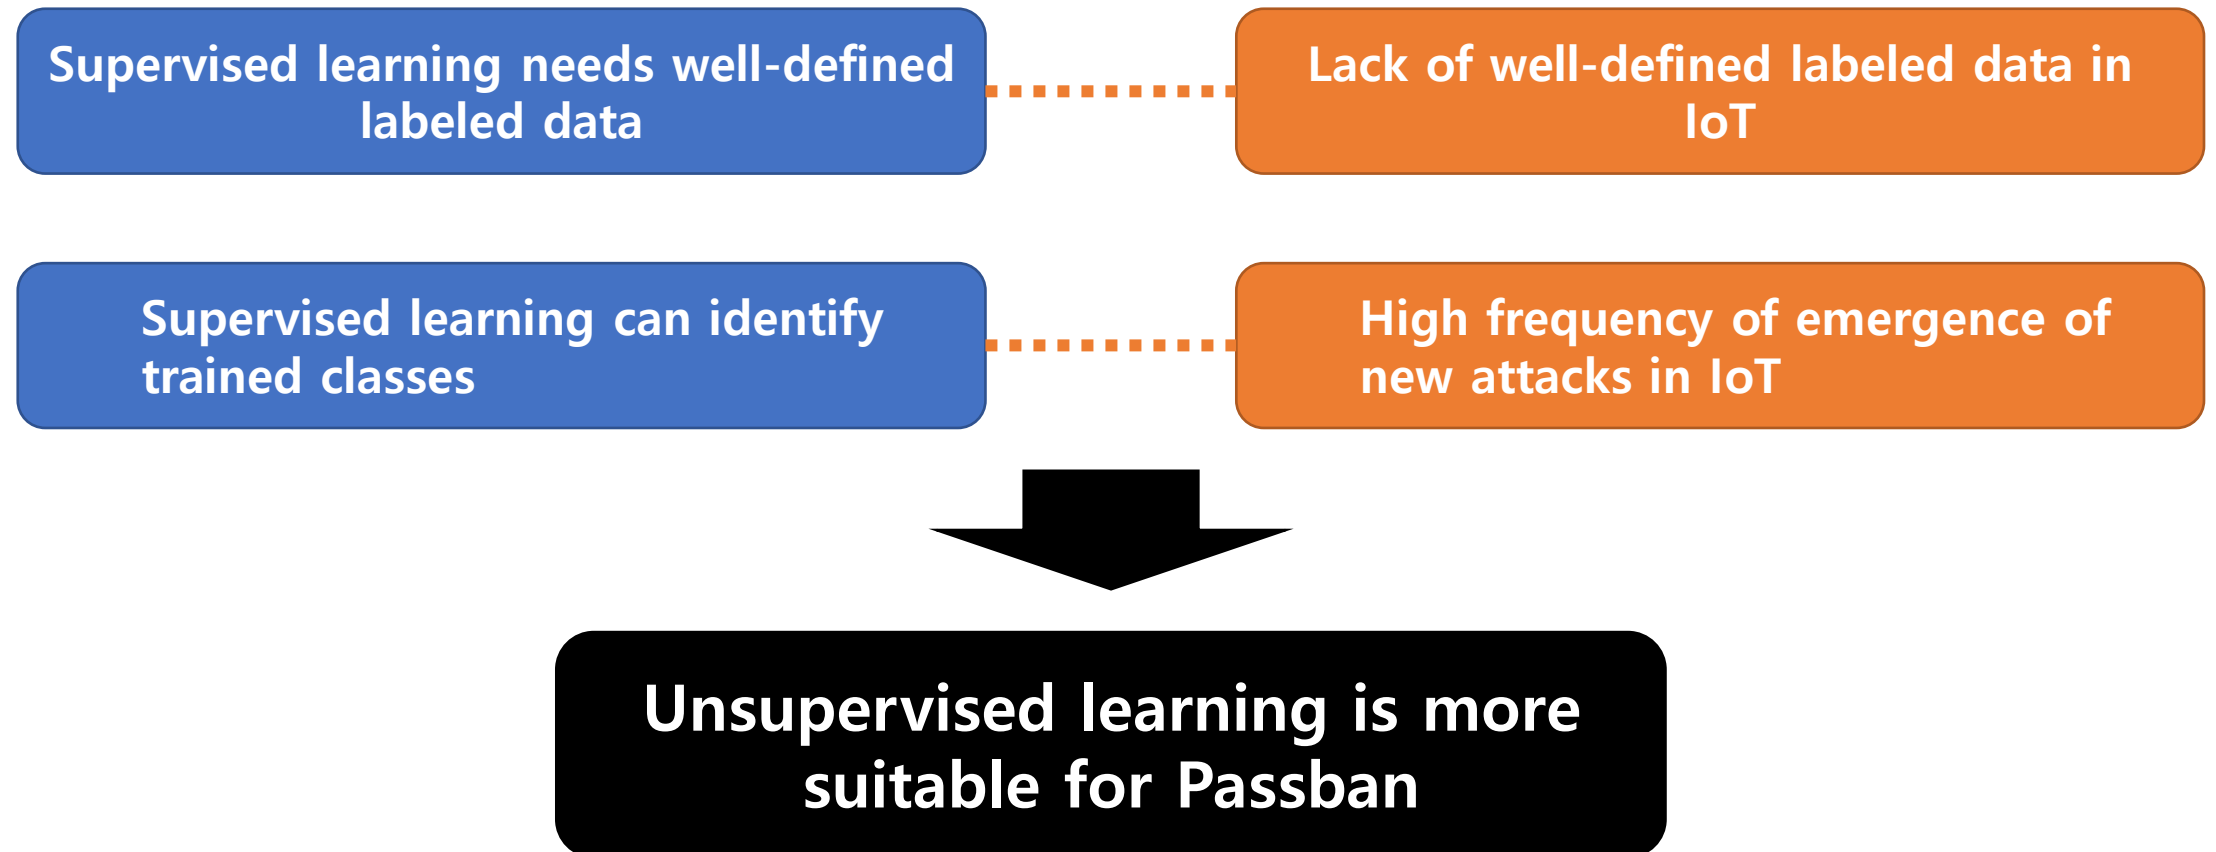 Supervised learning needs well-defined
labeled data
Lack of well-defined labeled data in
IoT
Supervised learning can identify
trained classes
High frequency of emergence of
new attacks in IoT
Unsupervised learning is more
suitable for Passban